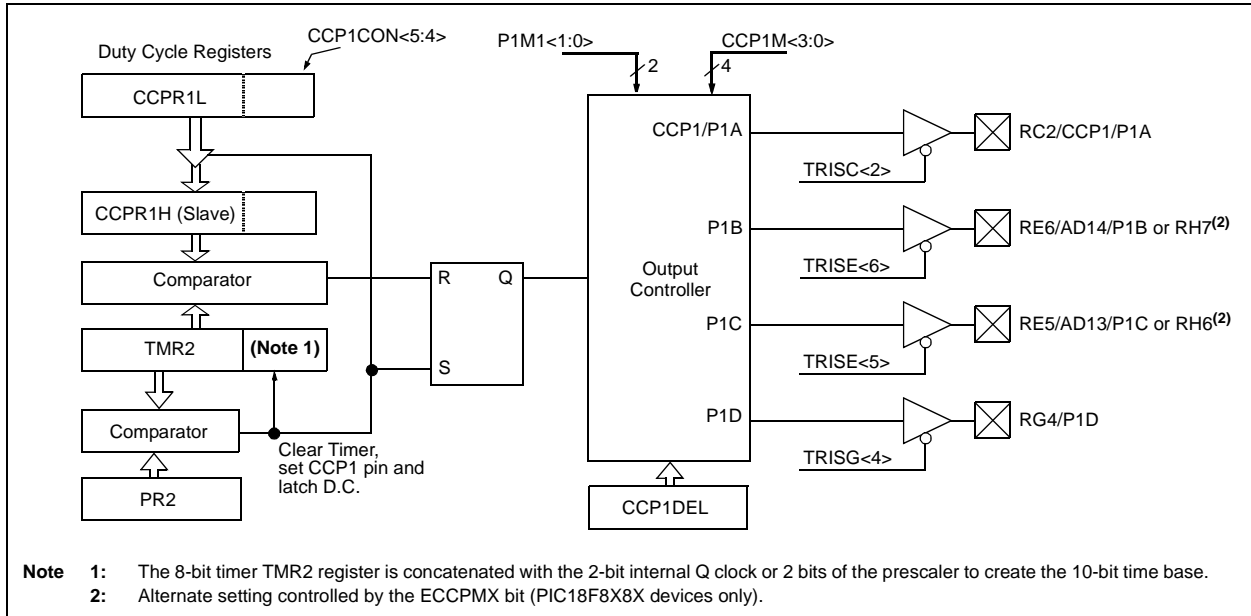 Duty Cycle Registers
CCP1CON<5:4>
P1M1<1:0>
CCP1M<3:0>
2
4
CCPR1L
CCP1/P1A
RC2/CCP1/P1A
TRISC<2>
CCPR1H (Slave)
P1B
RE6/AD14/P1B or RH7(2)
Comparator
R
Q
Output
Controller
TRISE<6>
TMR2
(Note 1)
P1C
RE5/AD13/P1C or RH6(2)
S
TRISE<5>
Comparator
P1D
RG4/P1D
Clear Timer,
set CCP1 pin and
latch D.C.
TRISG<4>
PR2
CCP1DEL
Note 1: The 8-bit timer TMR2 register is concatenated with the 2-bit internal Q clock or 2 bits of the prescaler to create the 10-bit time base.
2: Alternate setting controlled by the ECCPMX bit (PIC18F8X8X devices only).